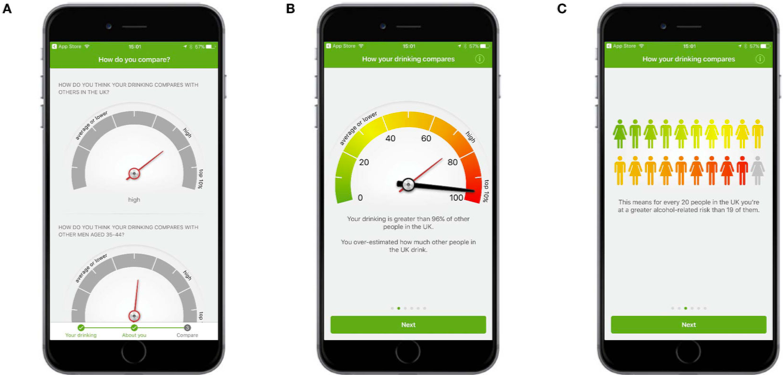 A
App Store 15:01 57%
How do you compare?
HOW DO YOU THINK YOUR DRINKING COMPARES WITH
OTHERS IN THE UK?
average or lower
high
top 10%
high
HOW DO YOU THINK YOUR DRINKING COMPARES WITH
OTHER MEN AGED 35-44?
average or lower
high
top
Your drinking About you Compare
B
App Store 15:01 57%
How your drinking compares
average or lower
high
top 10%
0 20 40 60 80 100
Your drinking is greater than 96% of other
people in the UK.
You over-estimated how much other people in
the UK drink.
Next
C
App Store 15:01 57%
How your drinking compares
This means for every 20 people in the UK you're
at a greater alcohol-related risk than 19 of them.
Next